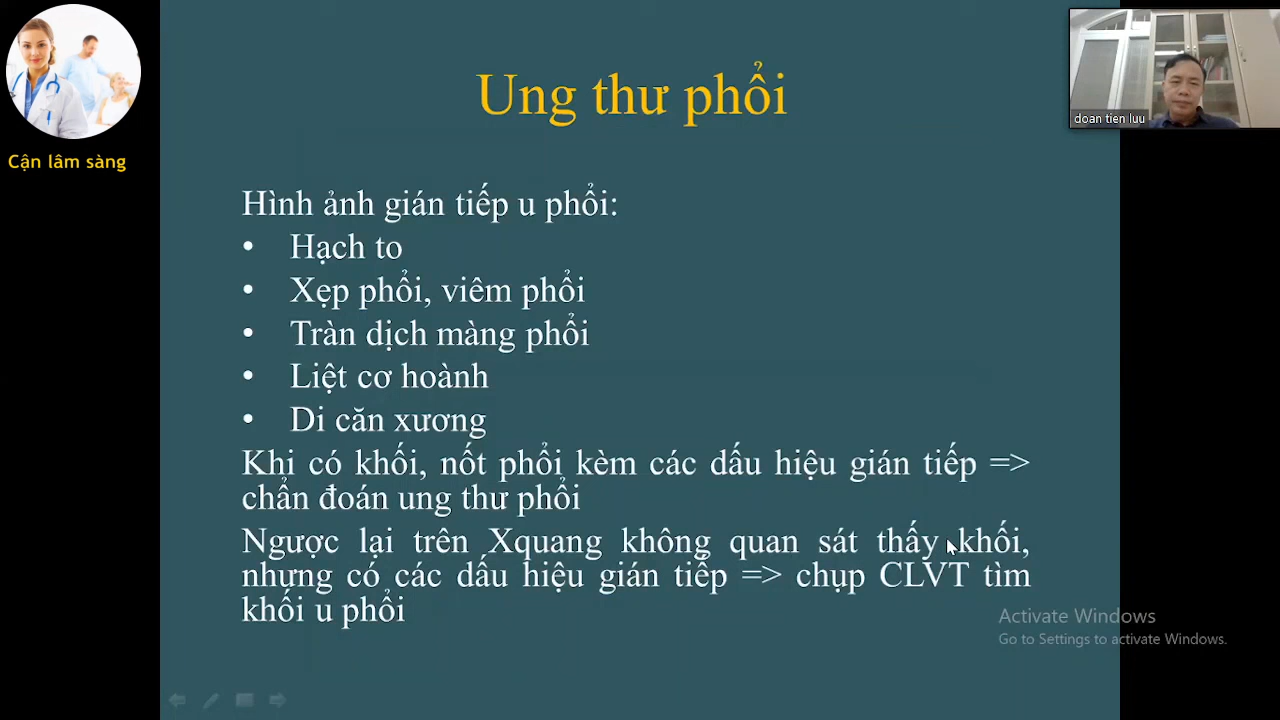 Ung thư phổi
doan tien luu
Cận lâm sàng
Hình ảnh gián tiếp u phổi:
• Hạch to
• Xẹp phổi, viêm phổi
• Tràn dịch màng phổi
• Liệt cơ hoành
• Di căn xương
Khi có khối, nốt phổi kèm các dấu hiệu gián tiếp =>
chẩn đoán ung thư phổi
Ngược lại trên Xquang không quan sát thấy khối,
nhưng có các dấu hiệu gián tiếp => chụp CLVT tìm
khối u phổi
Activate Windows
Go to Settings to activate Windows.